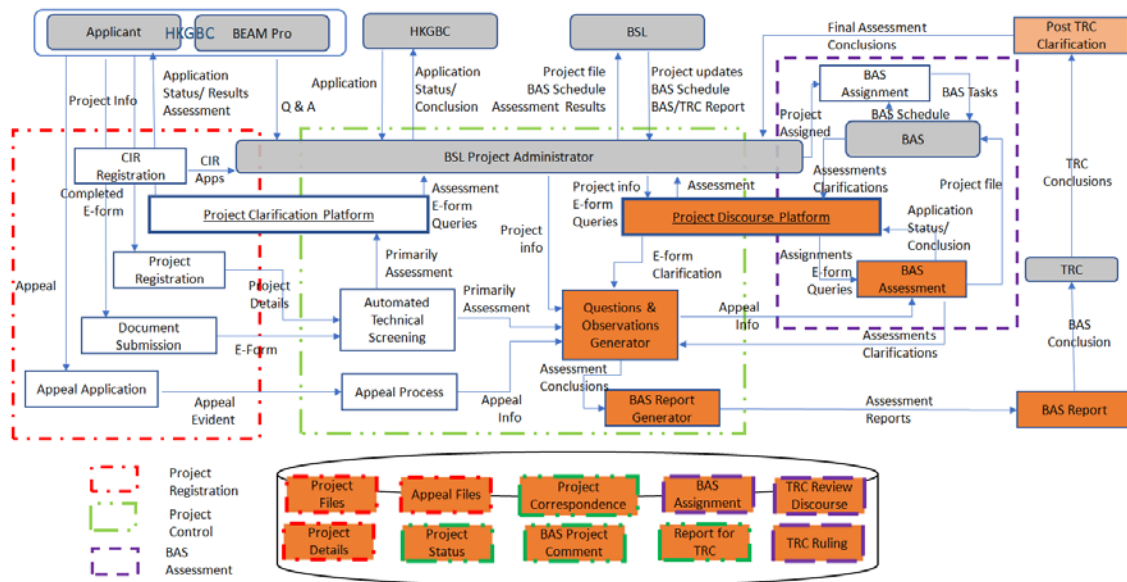 Applicant
HKGBC
BEAM Pro
HKGBC
BSL
Final Assessment
Conclusions
Post TRC
Clarification
Project Info
Application
Status/ Results
Assessment
Q & A
Application
Application
Status/
Conclusion
Project file
BAS Schedule
Assessment Results
Project updates
BAS Schedule
BAS/TRC Report
Project
Assigned
BAS
Assignment
BAS Tasks
BAS Schedule
BAS
CIR
Registration
CIR
Apps
BSL Project Administrator
Completed
E-form
Project Clarification Platform
Assessment
E-form
Queries
Project info
E-form
Queries
Assessment
Assessments
Clarifications
Project file
TRC
Conclusions
Project Discourse Platform
Project
info
Application
Status/
Conclusion
Appeal
Project
Registration
Project
Details
Primarily
Assessment
E-form
Clarification
Assignments
E-form
Queries
BAS
Assessment
TRC
Document
Submission
E-Form
Automated
Technical
Screening
Primarily
Assessment
Questions &
Observations
Generator
Appeal
Info
Assessments
Clarifications
BAS
Conclusion
Appeal Application
Appeal
Evident
Appeal Process
Appeal
Info
Assessment
Conclusions
BAS Report
Generator
Assessment
Reports
BAS Report
Project
Registration
Project
Control
BAS
Assessment
Project
Files
Appeal Files
Project
Correspondence
BAS
Assignment
TRC Review
Discourse
Project
Details
Project
Status
BAS Project
Comment
Report for
TRC
TRC Ruling